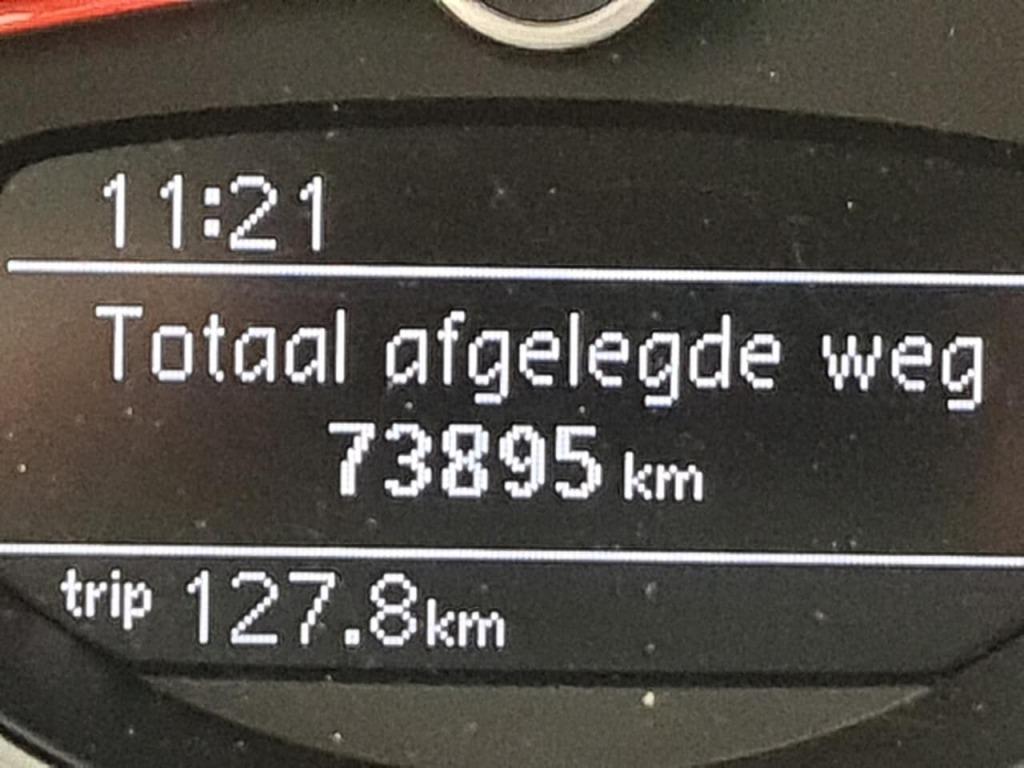 11:21
Totaal afgelegde weg
73895 km
trip 127.8km